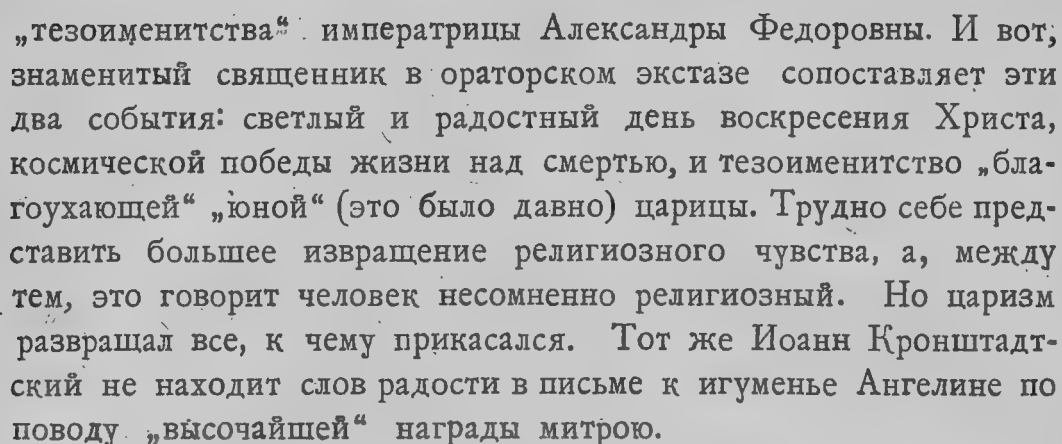 „тезоименитства“ императрицы Александры Федоровны. И вот,
знаменитый священник в ораторском экстазе сопоставляет эти
два события: светлый и радостный день воскресения Христа,
космической победы жизни над смертью, и тезоименитство „бла-
гоухающей“ „юной“ (это было давно) царицы. Трудно себе пред-
ставить большее извращение религиозного чувства, а, между
тем, это говорит человек несомненно религиозный. Но царизм
развращал все, к чему прикасался. Тот же Иоанн Кронштадт-
ский не находит слов радости в письме к игуменье Ангелине по
поводу „высочайшей“ награды митрою.